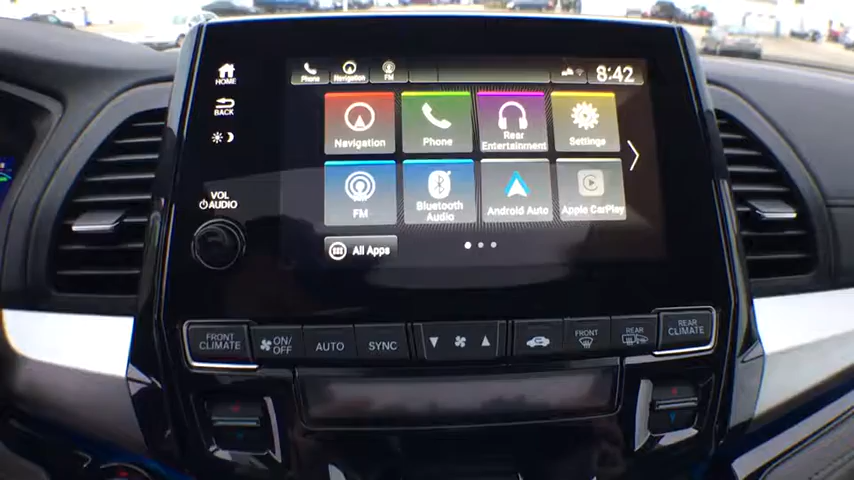 HOME
Phone Navigation FM 8:42
BACK
Navigation Phone Rear Entertainment Settings
VOL
AUDIO
FM Bluetooth Audio Android Auto Apple CarPlay
All Apps
FRONT CLIMATE ON/OFF AUTO SYNC FRONT REAR REAR CLIMATE